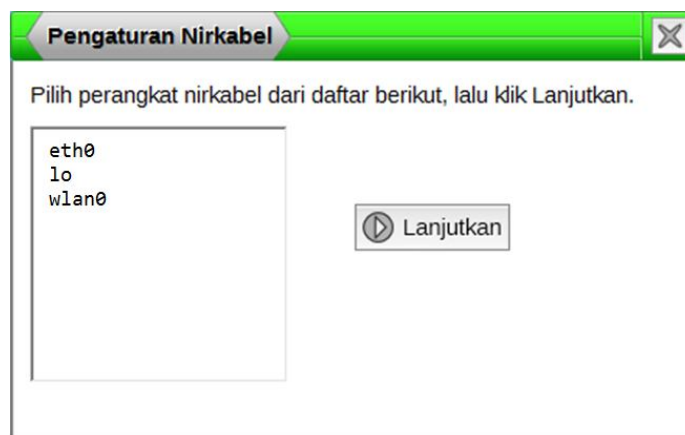 Pengaturan Nirkabel
Pilih perangkat nirkabel dari daftar berikut, lalu klik Lanjutkan.
eth0
lo
wlan0
Lanjutkan